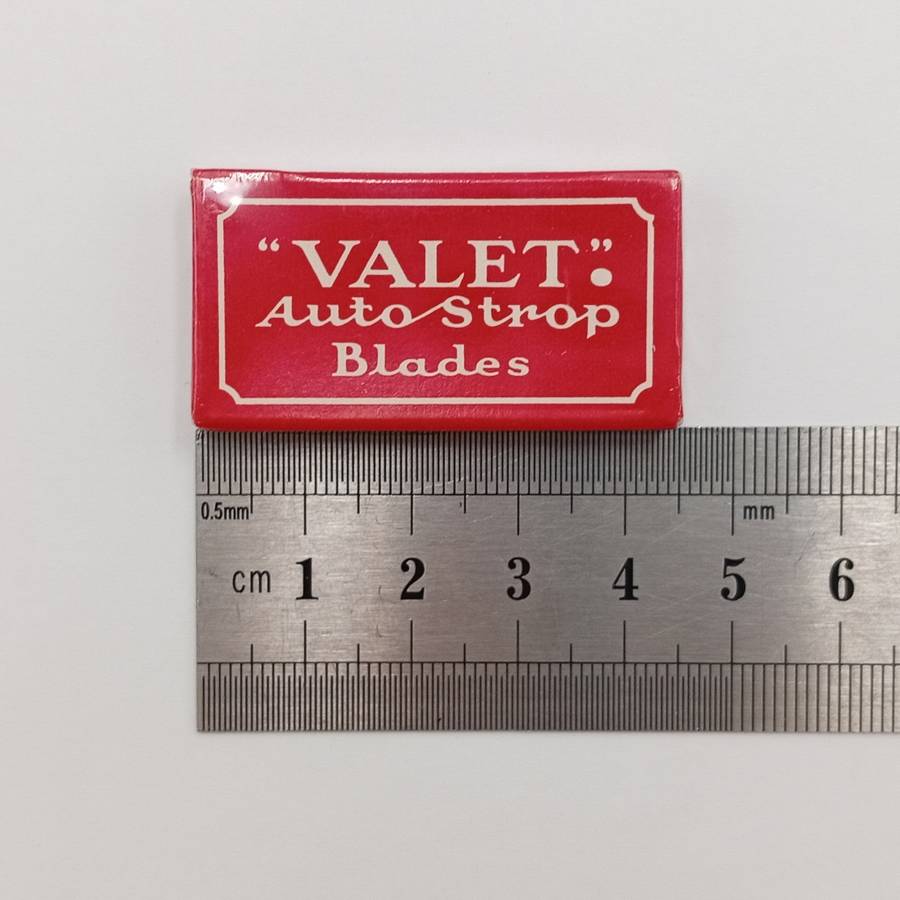 “VALET”
Auto Strop
Blades
0.5mm
mm
cm 1 2 3 4 5 6